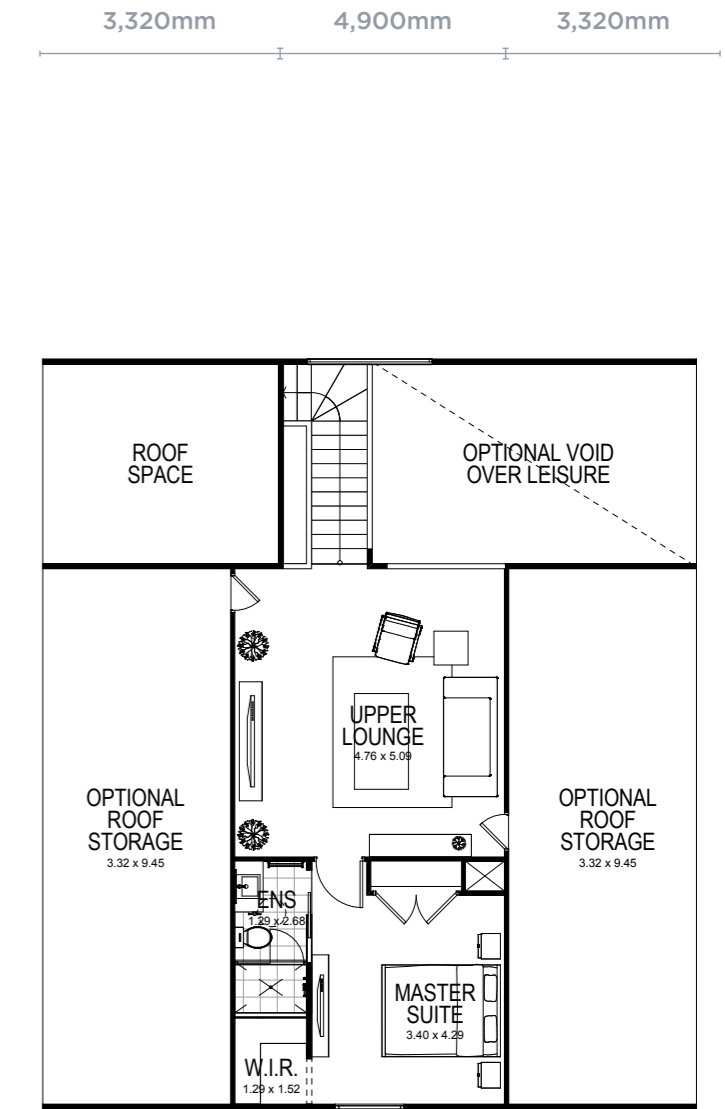 3,320mm 4,900mm 3,320mm
ROOF
SPACE
OPTIONAL VOID
OVER LEISURE
UPPER
LOUNGE
4.76 x 5.09
OPTIONAL
ROOF
STORAGE
3.32 x 9.45
OPTIONAL
ROOF
STORAGE
3.32 x 9.45
ENS
1.29 x 2.68
MASTER
SUITE
3.40 x 4.29
W.I.R.
1.29 x 1.52